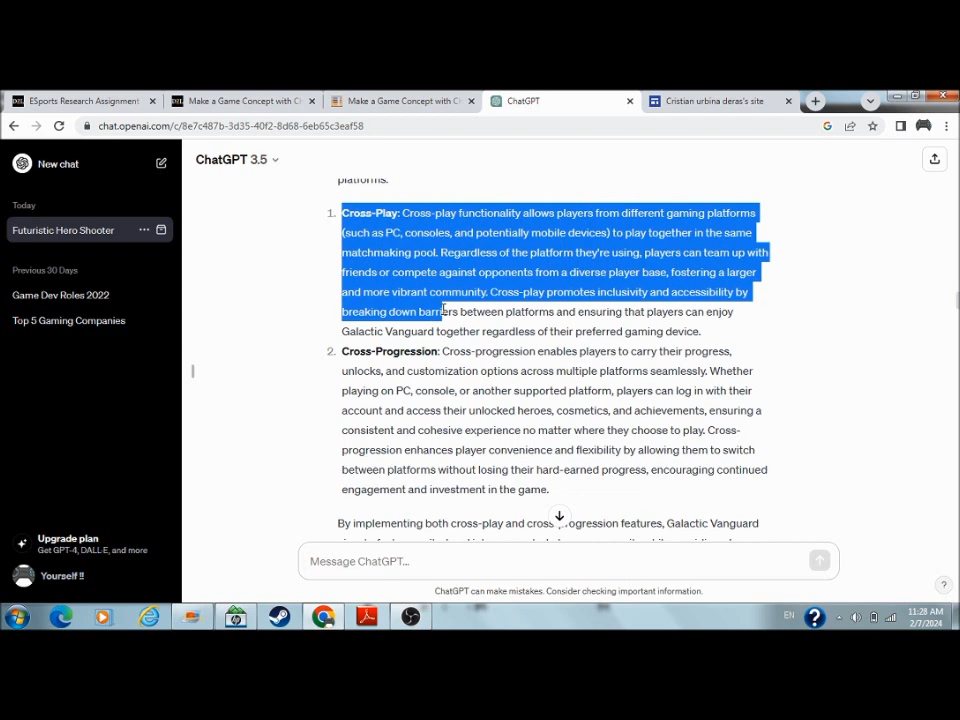 ESports Research Assignment
Make a Game Concept with C
Make a Game Concept with C
ChatGPT
Cristian urbina deras's site
chat.openai.com/c/8e7c487b-3d35-40f2-8d68-6eb65c3eaf58
New chat
ChatGPT 3.5
Today
Futuristic Hero Shooter
Previous 30 Days
Game Dev Roles 2022
Top 5 Gaming Companies
platforms.
1. Cross-Play: Cross-play functionality allows players from different gaming platforms
(such as PC, consoles, and potentially mobile devices) to play together in the same
matchmaking pool. Regardless of the platform they're using, players can team up with
friends or compete against opponents from a diverse player base, fostering a larger
and more vibrant community. Cross-play promotes inclusivity and accessibility by
breaking down barriers between platforms and ensuring that players can enjoy
Galactic Vanguard together regardless of their preferred gaming device.
2. Cross-Progression: Cross-progression enables players to carry their progress,
unlocks, and customization options across multiple platforms seamlessly. Whether
playing on PC, console, or another supported platform, players can log in with their
account and access their unlocked heroes, cosmetics, and achievements, ensuring a
consistent and cohesive experience no matter where they choose to play. Cross-
progression enhances player convenience and flexibility by allowing them to switch
between platforms without losing their hard-earned progress, encouraging continued
engagement and investment in the game.
By implementing both cross-play and cross-progression features, Galactic Vanguard
Upgrade plan
Get GPT-4, DALL·E, and more
Yourself !!
Message ChatGPT...
ChatGPT can make mistakes. Consider checking important information.
EN
11:28 AM
2/7/2024